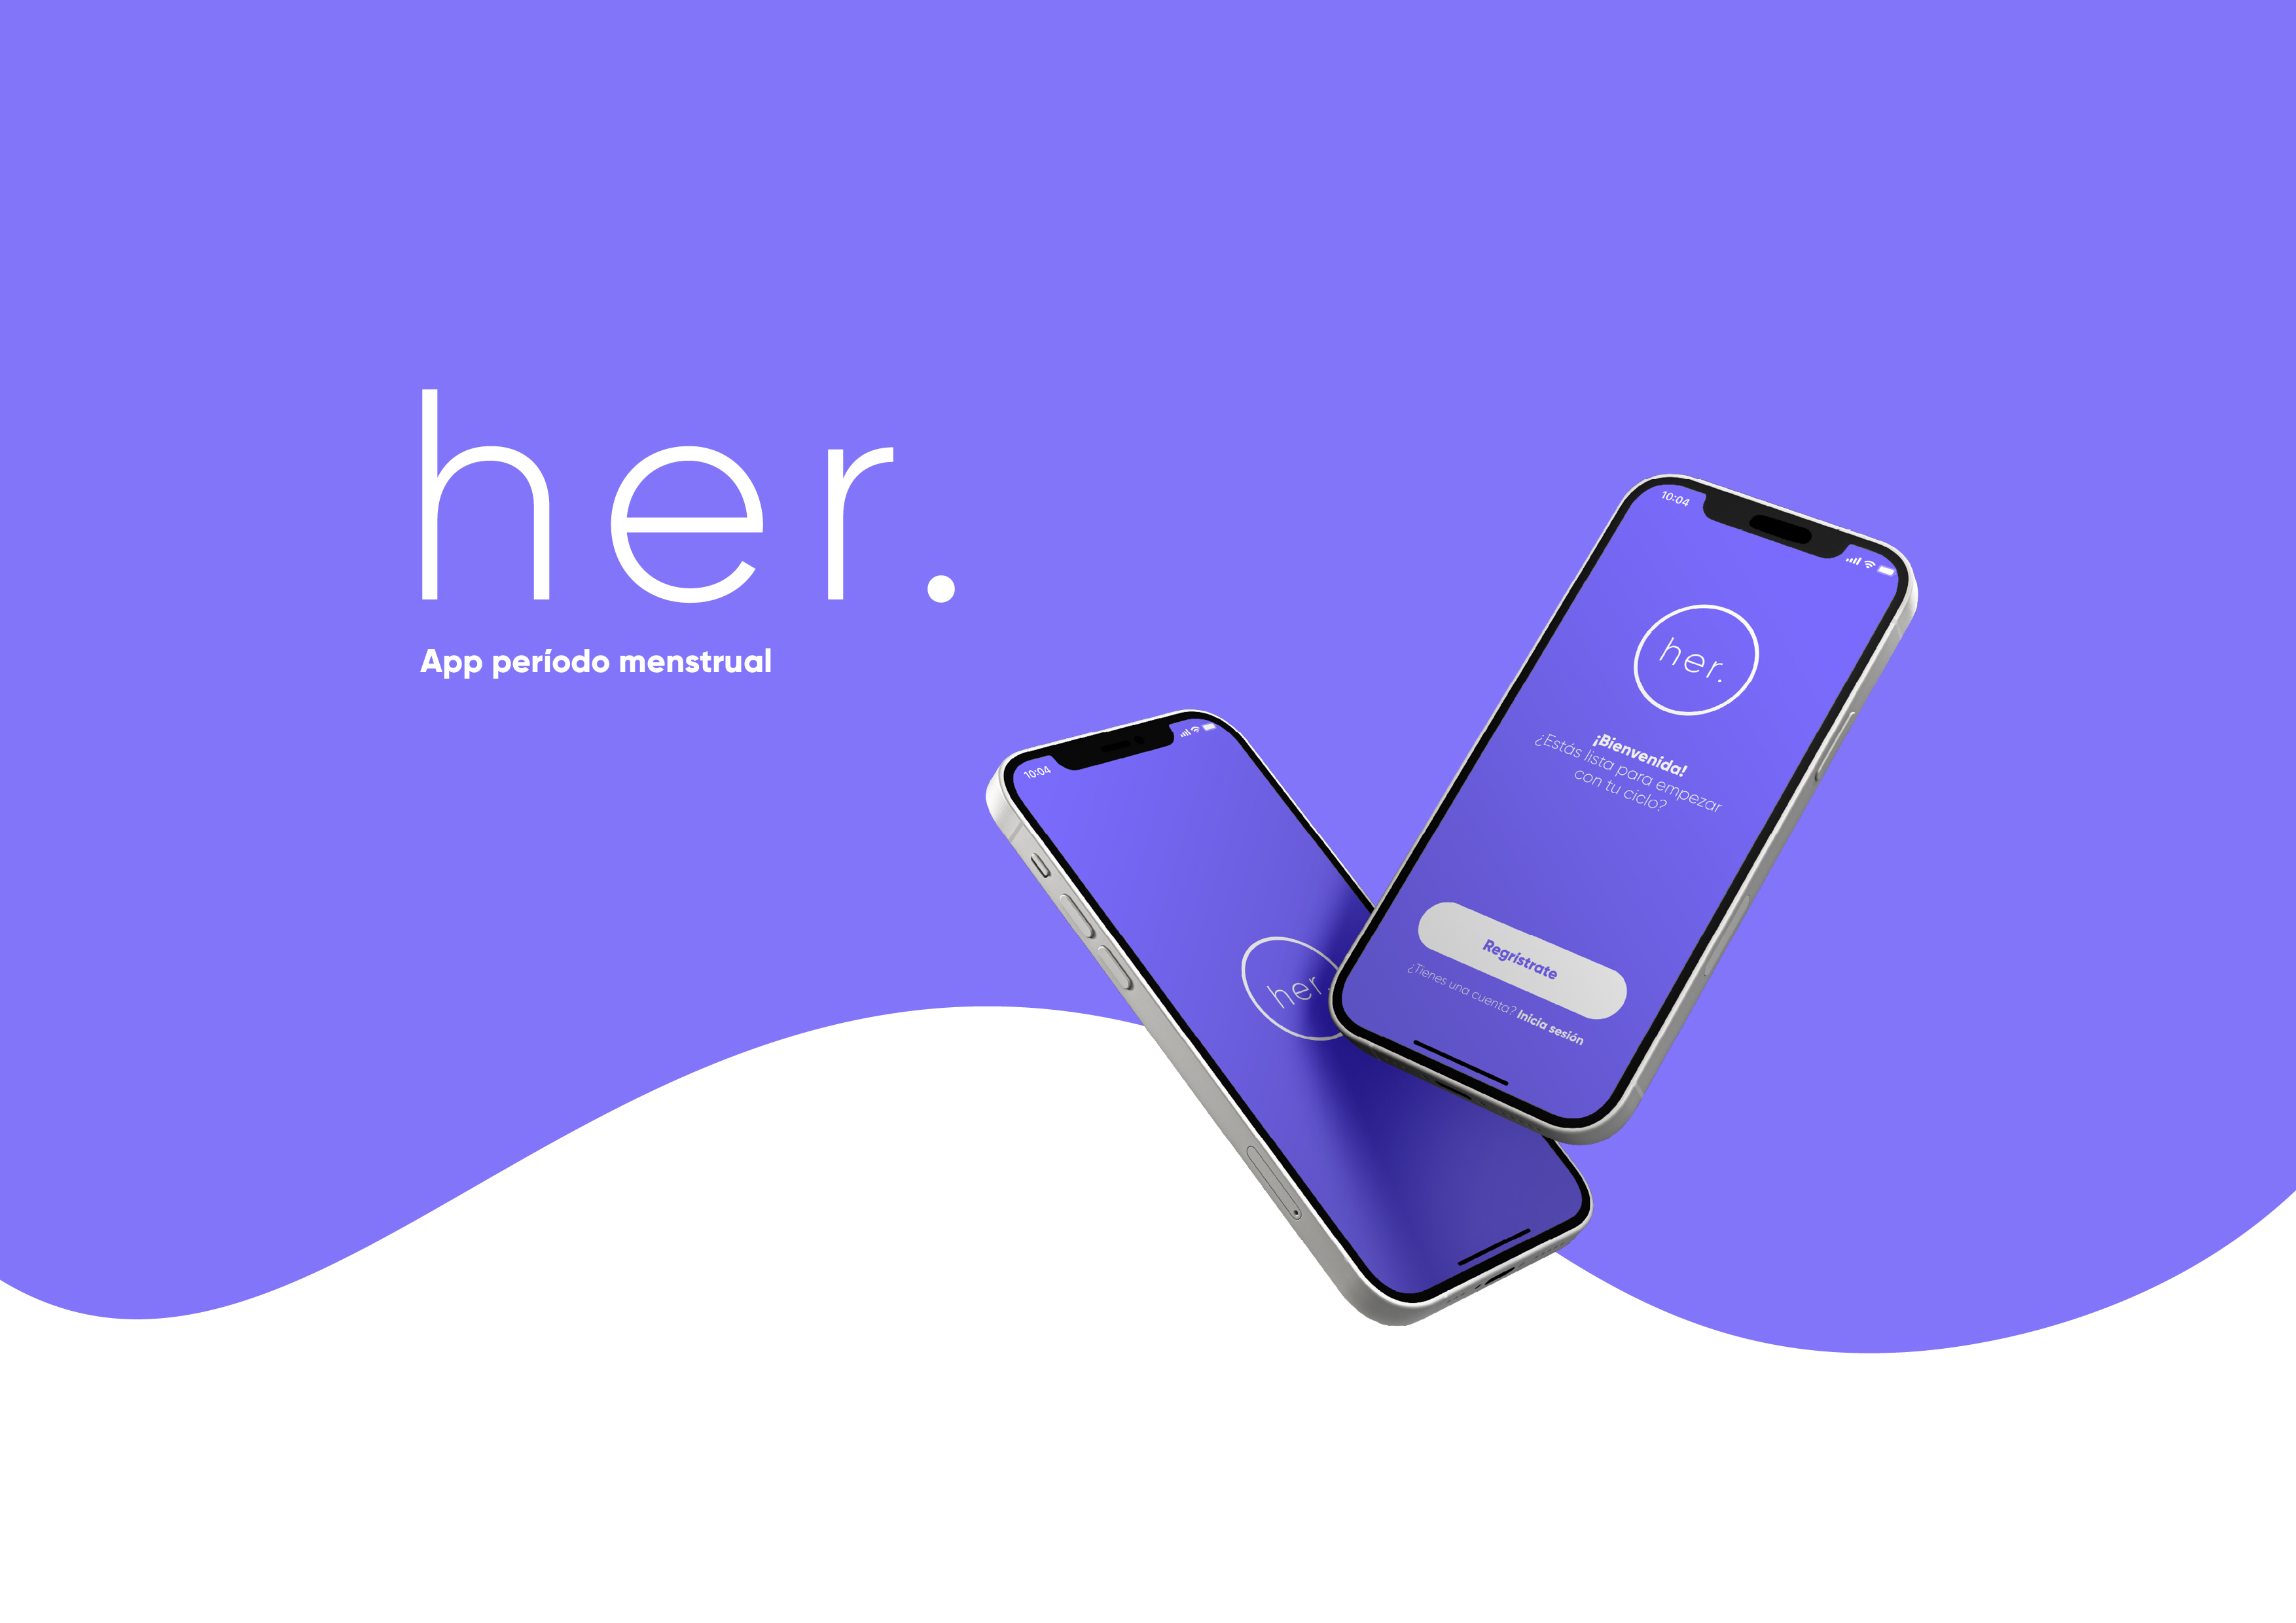 her.
App período menstrual
10:04
her.
¡Bienvenida!
¿Estás lista para empezar
con tu ciclo?
Regrístrate
¿Tienes una cuenta? Inicia sesión
10:04
her.